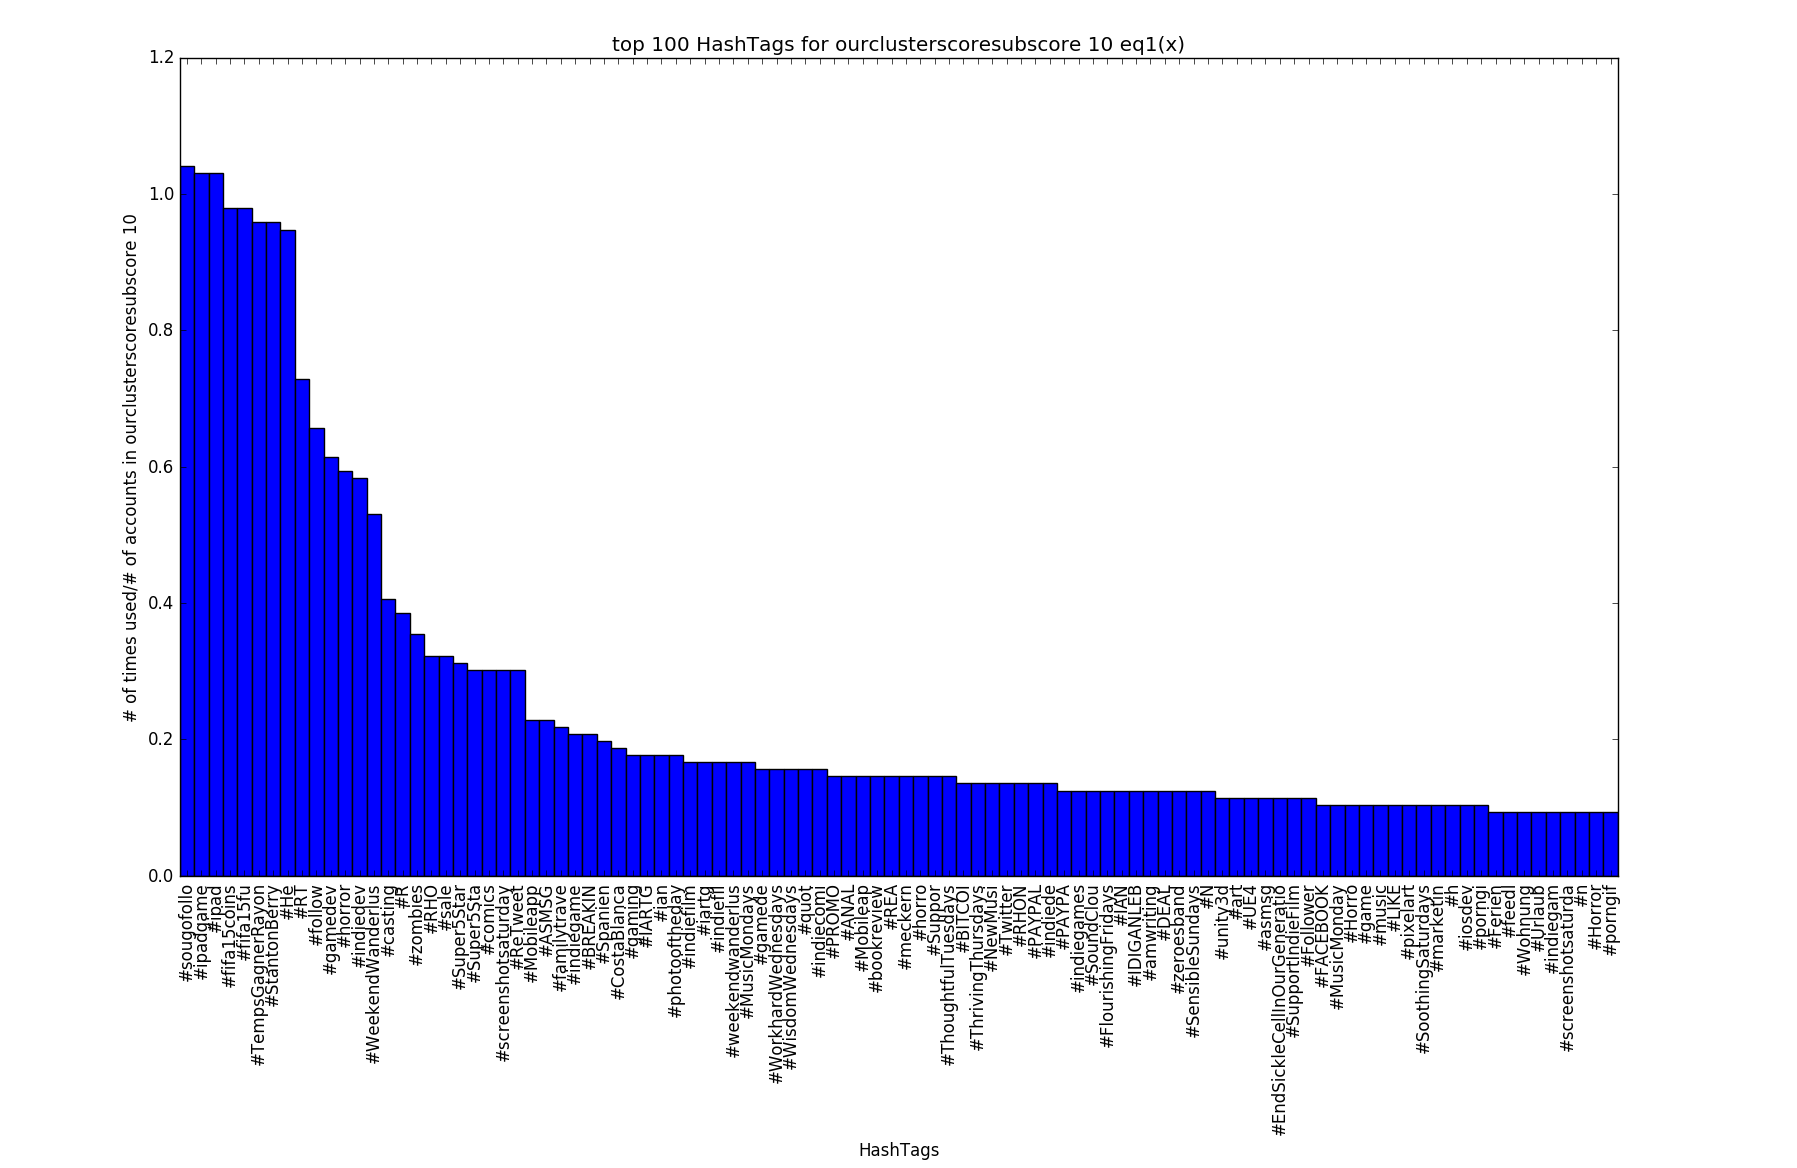 top 100 HashTags for ourclusterscoresubscore 10 eq1(x)
# of times used/# of accounts in ourclusterscoresubscore 10
1.2
1.0
0.8
0.6
0.4
0.2
0.0
#sougofollo
#ipadgame
#ipad
#fifa15coins
#fifa15fu
#TempsGagnerRayon
#StantonBerry
#He
#RT
#follow
#gamedev
#horror
#indiedev
#WeekendWanderlus
#casting
#R
#zombies
#RHO
#sale
#Super5Star
#Super5Sta
#comics
#screenshotsaturday
#ReTweet
#Mobileapp
#ASMSG
#familytrave
#indiegame
#BREAKIN
#Spanien
#CostaBlanca
#gaming
#IARTG
#ian
#photooftheday
#indiefilm
#iartg
#indiefil
#weekendwanderlus
#MusicMondays
#gamede
#WorkhardWednesdays
#WisdomWednesdays
#quot
#indiecomi
#PROMO
#ANAL
#Mobileap
#bookreview
#REA
#meckern
#horro
#Suppor
#ThoughtfulTuesdays
#BITCOI
#ThrivingThursdays
#NewMusi
#Twitter
#RHON
#PAYPAL
#indiede
#PAYPA
#indiegames
#SoundClou
#FlourishingFridays
#IAN
#IDIGANILEB
#amwriting
#DEAL
#zeroesband
#SensibleSundays
#N
#unity3d
#art
#UE4
#asmsg
#EndSickleCellInOurGeneratio
#SupportIndieFilm
#Follower
#FACEBOOK
#MusicMonday
#Horro
#game
#music
#LIKE
#pixelart
#SoothingSaturdays
#marketin
#h
#iosdev
#porngi
#Ferien
#feedl
#Wohnung
#Urlaub
#indiegam
#screenshotsaturda
#n
#Horror
#porngif
HashTags